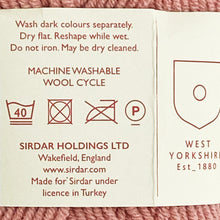 Wash dark colours separately.
Dry flat. Reshape while wet.
Do not iron. May be dry cleaned.
MACHINE WASHABLE
WOOL CYCLE
40
P
SIRDAR HOLDINGS LTD
Wakefield, England
www.sirdar.com
Made for Sirdar under
licence in Turkey
WEST
YORKSHIRE
Est_1880